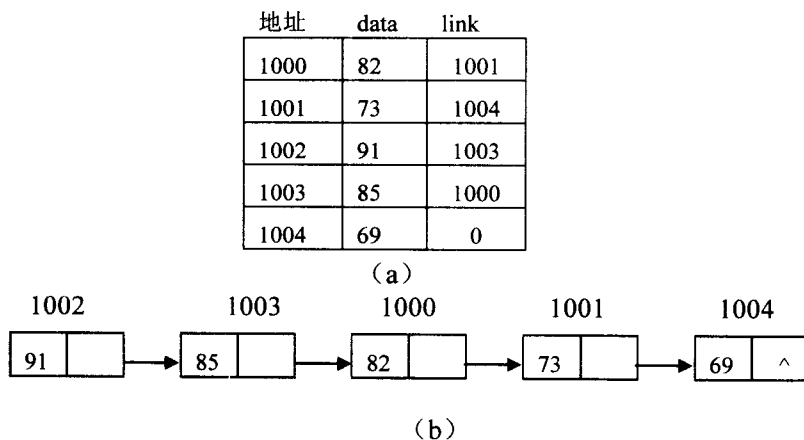 地址 data link
1000 82 1001
1001 73 1004
1002 91 1003
1003 85 1000
1004 69 0
（a）
1002 1003 1000 1001 1004
91 85 82 73 69 ^
（b）